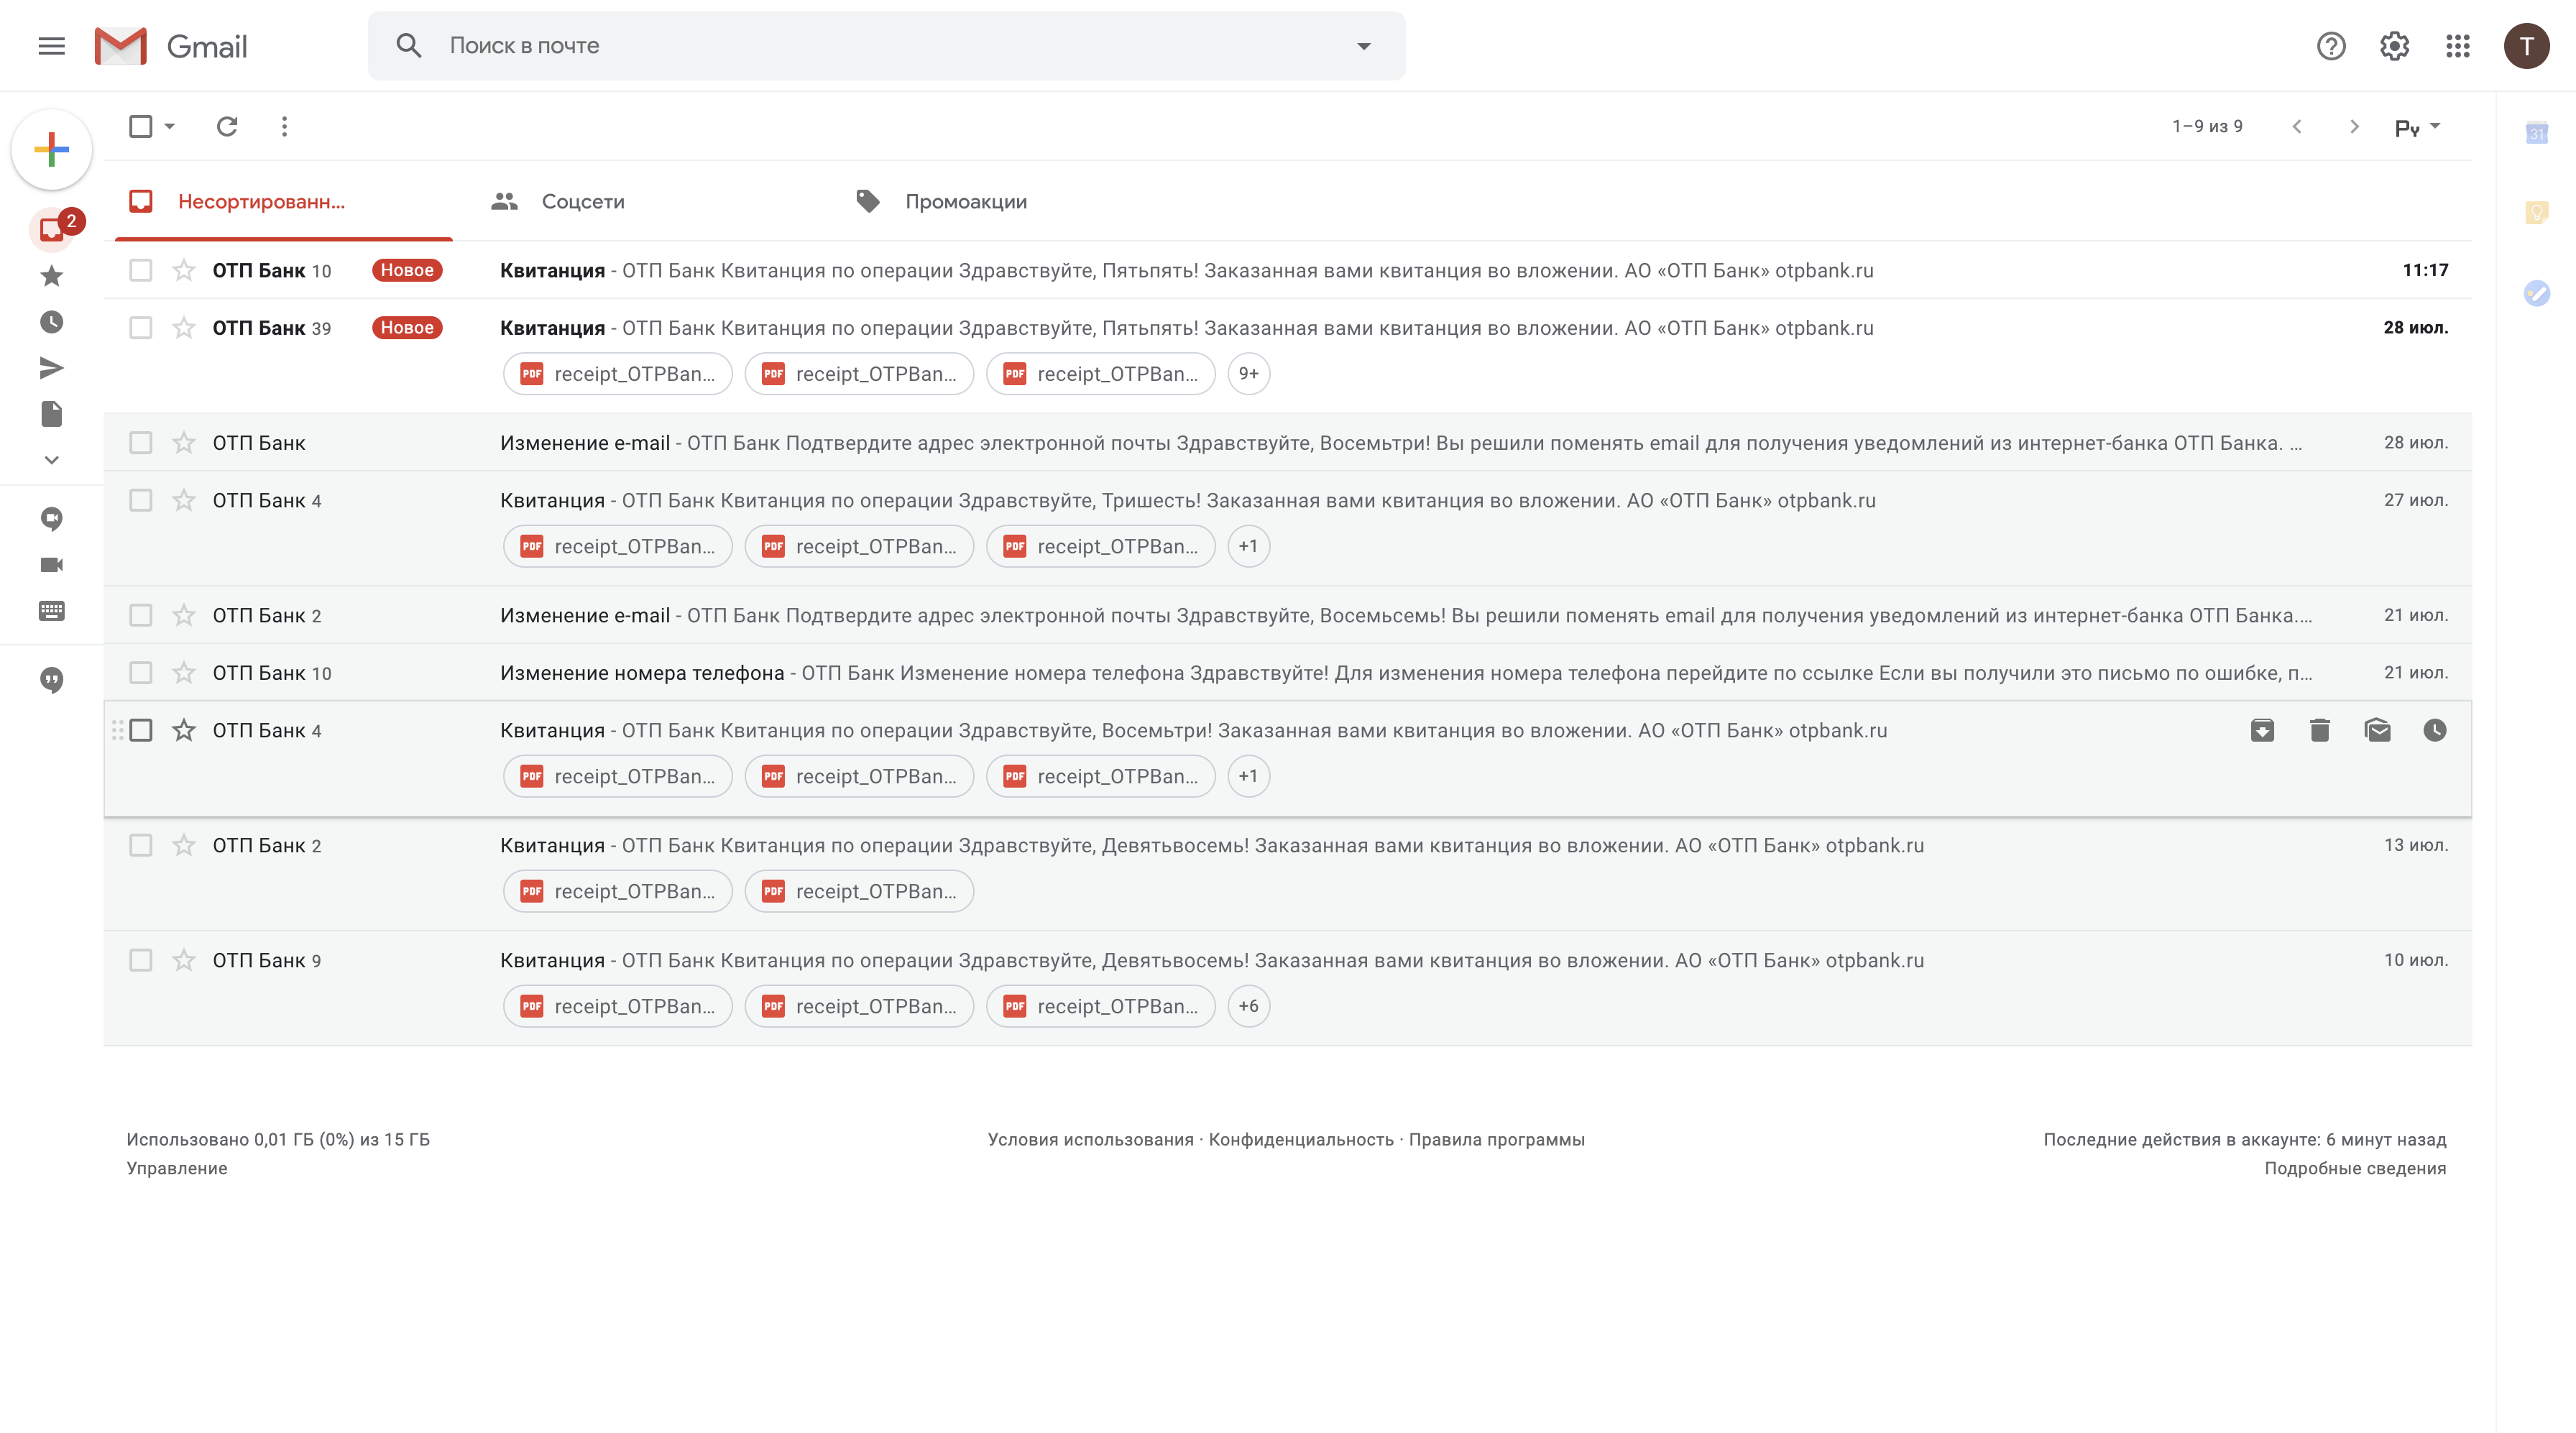 Gmail
Поиск в почте
T
1–9 из 9
Ру
31
2
Несортированн...
Соцсети
Промоакции
ОТП Банк 10 Новое Квитанция - ОТП Банк Квитанция по операции Здравствуйте, Пятьпять! Заказанная вами квитанция во вложении. АО «ОТП Банк» otpbank.ru 11:17
ОТП Банк 39 Новое Квитанция - ОТП Банк Квитанция по операции Здравствуйте, Пятьпять! Заказанная вами квитанция во вложении. АО «ОТП Банк» otpbank.ru 28 июл.
PDF receipt_OTPBan... PDF receipt_OTPBan... PDF receipt_OTPBan... 9+
ОТП Банк Изменение e-mail - ОТП Банк Подтвердите адрес электронной почты Здравствуйте, Восемьтри! Вы решили поменять email для получения уведомлений из интернет-банка ОТП Банка. ... 28 июл.
ОТП Банк 4 Квитанция - ОТП Банк Квитанция по операции Здравствуйте, Тришесть! Заказанная вами квитанция во вложении. АО «ОТП Банк» otpbank.ru 27 июл.
PDF receipt_OTPBan... PDF receipt_OTPBan... PDF receipt_OTPBan... +1
ОТП Банк 2 Изменение e-mail - ОТП Банк Подтвердите адрес электронной почты Здравствуйте, Восемьсемь! Вы решили поменять email для получения уведомлений из интернет-банка ОТП Банка.... 21 июл.
ОТП Банк 10 Изменение номера телефона - ОТП Банк Изменение номера телефона Здравствуйте! Для изменения номера телефона перейдите по ссылке Если вы получили это письмо по ошибке, п... 21 июл.
ОТП Банк 4 Квитанция - ОТП Банк Квитанция по операции Здравствуйте, Восемьтри! Заказанная вами квитанция во вложении. АО «ОТП Банк» otpbank.ru
PDF receipt_OTPBan... PDF receipt_OTPBan... PDF receipt_OTPBan... +1
ОТП Банк 2 Квитанция - ОТП Банк Квитанция по операции Здравствуйте, Девятьвосемь! Заказанная вами квитанция во вложении. АО «ОТП Банк» otpbank.ru 13 июл.
PDF receipt_OTPBan... PDF receipt_OTPBan...
ОТП Банк 9 Квитанция - ОТП Банк Квитанция по операции Здравствуйте, Девятьвосемь! Заказанная вами квитанция во вложении. АО «ОТП Банк» otpbank.ru 10 июл.
PDF receipt_OTPBan... PDF receipt_OTPBan... PDF receipt_OTPBan... +6
Использовано 0,01 ГБ (0%) из 15 ГБ
Управление
Условия использования · Конфиденциальность · Правила программы
Последние действия в аккаунте: 6 минут назад
Подробные сведения